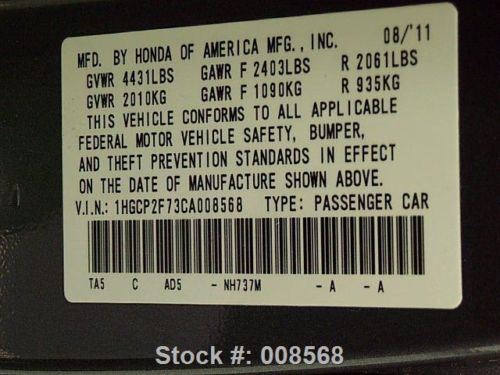 MFD. BY HONDA OF AMERICA MFG., INC. 08/'11
GVWR 4431LBS GAWR F 2403LBS R 2061LBS
GVWR 2010KG GAWR F 1090KG R 935KG
THIS VEHICLE CONFORMS TO ALL APPLICABLE
FEDERAL MOTOR VEHICLE SAFETY, BUMPER,
AND THEFT PREVENTION STANDARDS IN EFFECT
ON THE DATE OF MANUFACTURE SHOWN ABOVE.
V.I.N.: 1HGCP2F73CA008568 TYPE: PASSENGER CAR
TA5 C AD5 - NH737M - A - A
Stock #: 008568